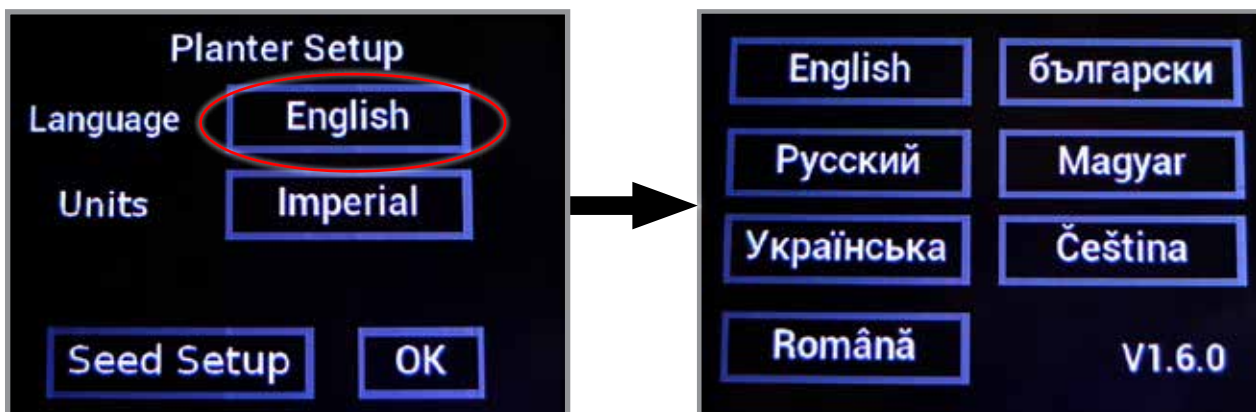 Planter Setup
Language English
Units Imperial
Seed Setup OK
English български
Русский Magyar
Українська Čeština
Română V1.6.0